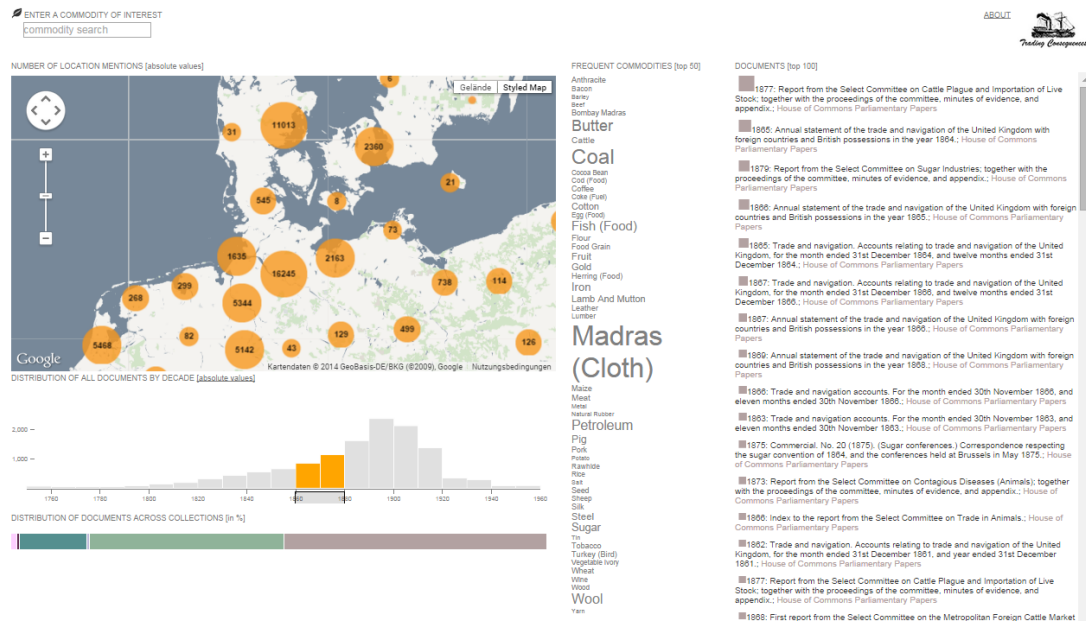 ENTER A COMMODITY OF INTEREST
commodity search
ABOUT
Trading Consequences
NUMBER OF LOCATION MENTIONS [absolute values]
Gelände
Styled Map
6
31
11013
2360
21
545
8
73
1635
16245
2163
738
114
299
268
5344
82
5468
5142
43
129
499
126
Google
Kartendaten © 2014 GeoBasis-DE/BKG (©2009), Google
Nutzungsbedingungen
DISTRIBUTION OF ALL DOCUMENTS BY DECADE [absolute values]
2,000
1,000
1760
1780
1800
1820
1840
1860
1880
1900
1920
1940
1960
DISTRIBUTION OF DOCUMENTS ACROSS COLLECTIONS [in %]
FREQUENT COMMODITIES [top 50]
Anthracite
Bacon
Barley
Beef
Bombay Madras
Butter
Cattle
Coal
Cocoa Bean
Cod (Food)
Coffee
Coke (Fuel)
Cotton
Egg (Food)
Fish (Food)
Flour
Food Grain
Fruit
Gold
Herring (Food)
Iron
Lamb And Mutton
Leather
Lumber
Madras
(Cloth)
Maize
Meat
Metal
Natural Rubber
Petroleum
Pig
Pork
Potato
Rawhide
Rice
Salt
Seed
Sheep
Silk
Steel
Sugar
Tin
Tobacco
Turkey (Bird)
Vegetable Ivory
Wheat
Wine
Wood
Wool
Yarn
DOCUMENTS [top 100]
1877: Report from the Select Committee on Cattle Plague and Importation of Live
Stock; together with the proceedings of the committee, minutes of evidence, and
appendix.; House of Commons Parliamentary Papers
1865: Annual statement of the trade and navigation of the United Kingdom with
foreign countries and British possessions in the year 1864.; House of Commons
Parliamentary Papers
1879: Report from the Select Committee on Sugar Industries; together with the
proceedings of the committee, minutes of evidence, and appendix.; House of Commons
Parliamentary Papers
1866: Annual statement of the trade and navigation of the United Kingdom with foreign
countries and British possessions in the year 1865.; House of Commons Parliamentary
Papers
1865: Trade and navigation. Accounts relating to trade and navigation of the United
Kingdom, for the month ended 31st December 1864, and twelve months ended 31st
December 1864.; House of Commons Parliamentary Papers
1867: Trade and navigation. Accounts relating to trade and navigation of the United
Kingdom, for the month ended 31st December 1866, and twelve months ended 31st
December 1866.; House of Commons Parliamentary Papers
1867: Annual statement of the trade and navigation of the United Kingdom with foreign
countries and British possessions in the year 1866.; House of Commons Parliamentary
Papers
1869: Annual statement of the trade and navigation of the United Kingdom with foreign
countries and British possessions in the year 1868.; House of Commons Parliamentary
Papers
1866: Trade and navigation accounts. For the month ended 30th November 1866, and
eleven months ended 30th November 1866.; House of Commons Parliamentary Papers
1863: Trade and navigation accounts. For the month ended 30th November 1863, and
eleven months ended 30th November 1863.; House of Commons Parliamentary Papers
1875: Commercial. No. 20 (1875). (Sugar conferences.) Correspondence respecting
the sugar convention of 1864, and the conferences held at Brussels in May 1875.; House
of Commons Parliamentary Papers
1873: Report from the Select Committee on Contagious Diseases (Animals); together
with the proceedings of the committee, minutes of evidence, and appendix.; House of
Commons Parliamentary Papers
1866: Index to the report from the Select Committee on Trade in Animals.; House of
Commons Parliamentary Papers
1862: Trade and navigation. Accounts relating to trade and navigation of the United
Kingdom, for the month ended 31st December 1861, and year ended 31st December
1861.; House of Commons Parliamentary Papers
1877: Report from the Select Committee on Cattle Plague and Importation of Live
Stock; together with the proceedings of the committee, minutes of evidence, and
appendix.; House of Commons Parliamentary Papers
1868: First report from the Select Committee on the Metropolitan Foreign Cattle Market